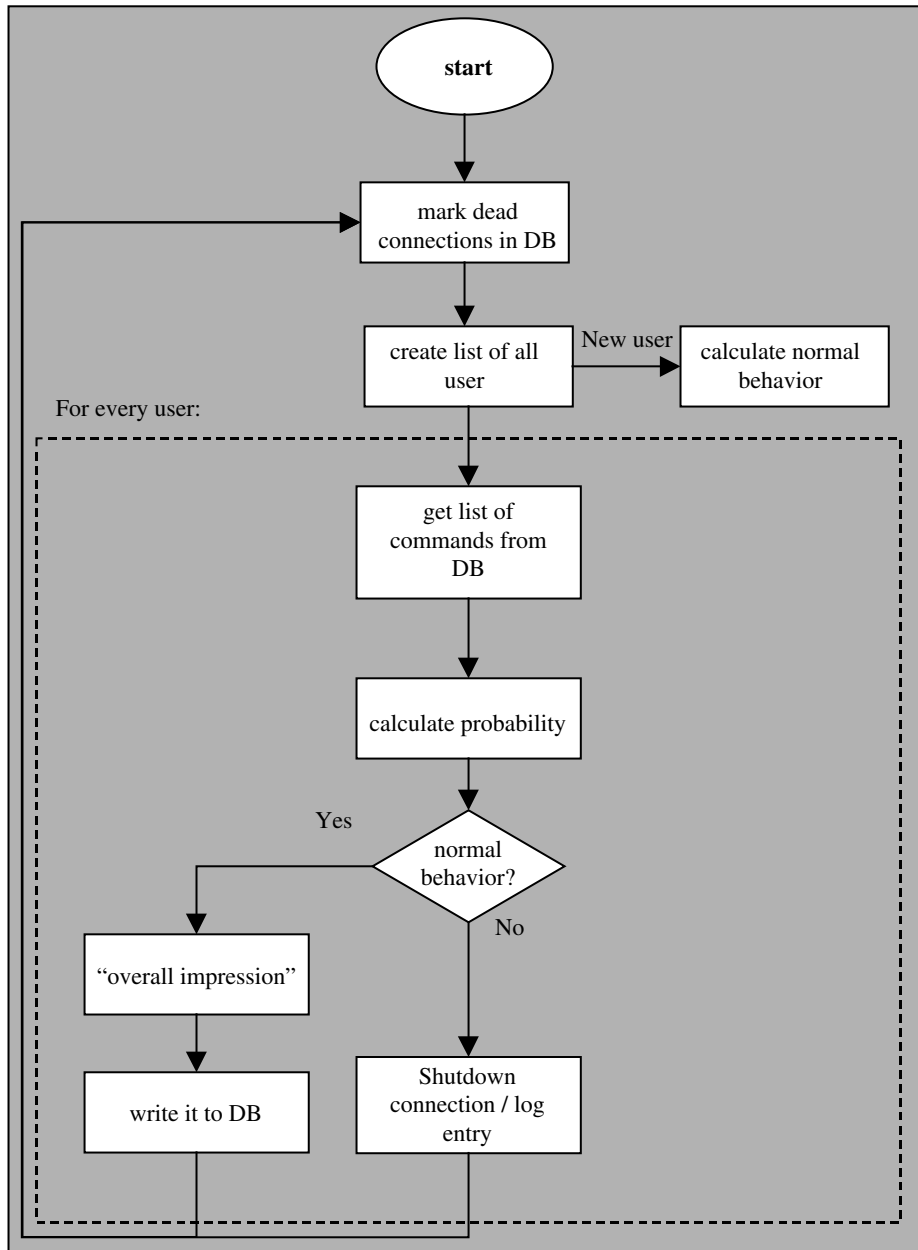 start
mark dead
connections in DB
create list of all
user
New user
calculate normal
behavior
For every user:
get list of
commands from
DB
calculate probability
Yes
normal
behavior?
No
“overall impression”
Shutdown
connection / log
entry
write it to DB